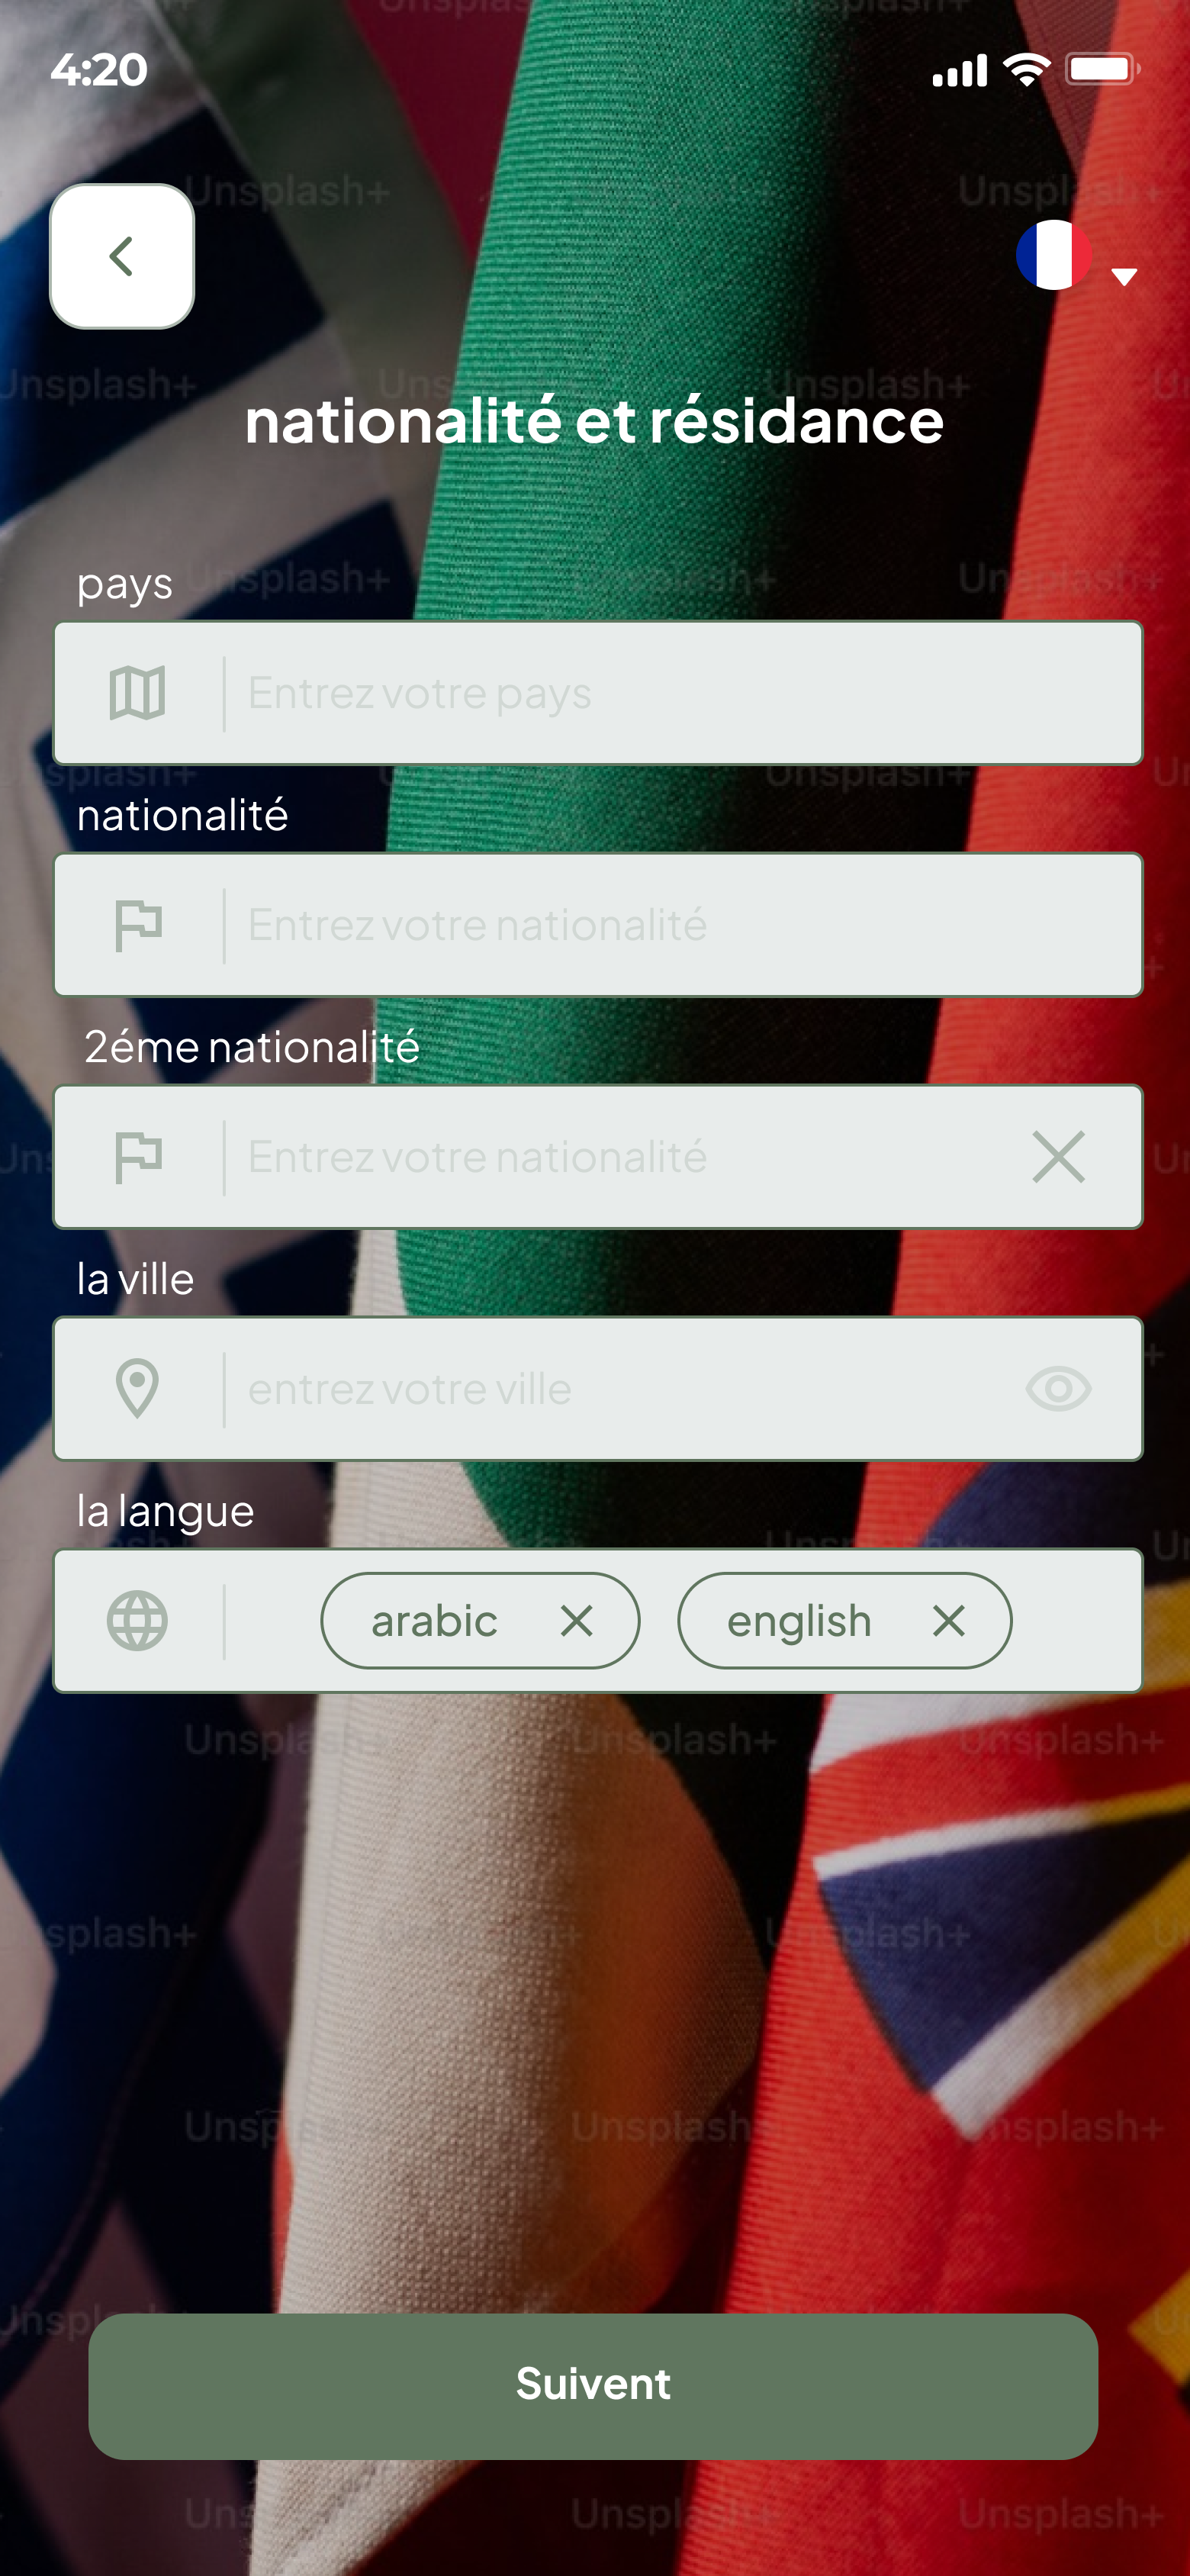 4:20
nationalité et résidance
pays
Entrez votre pays
nationalité
Entrez votre nationalité
2éme nationalité
Entrez votre nationalité
la ville
entrez votre ville
la langue
arabic english
Suivent
Unsplash+